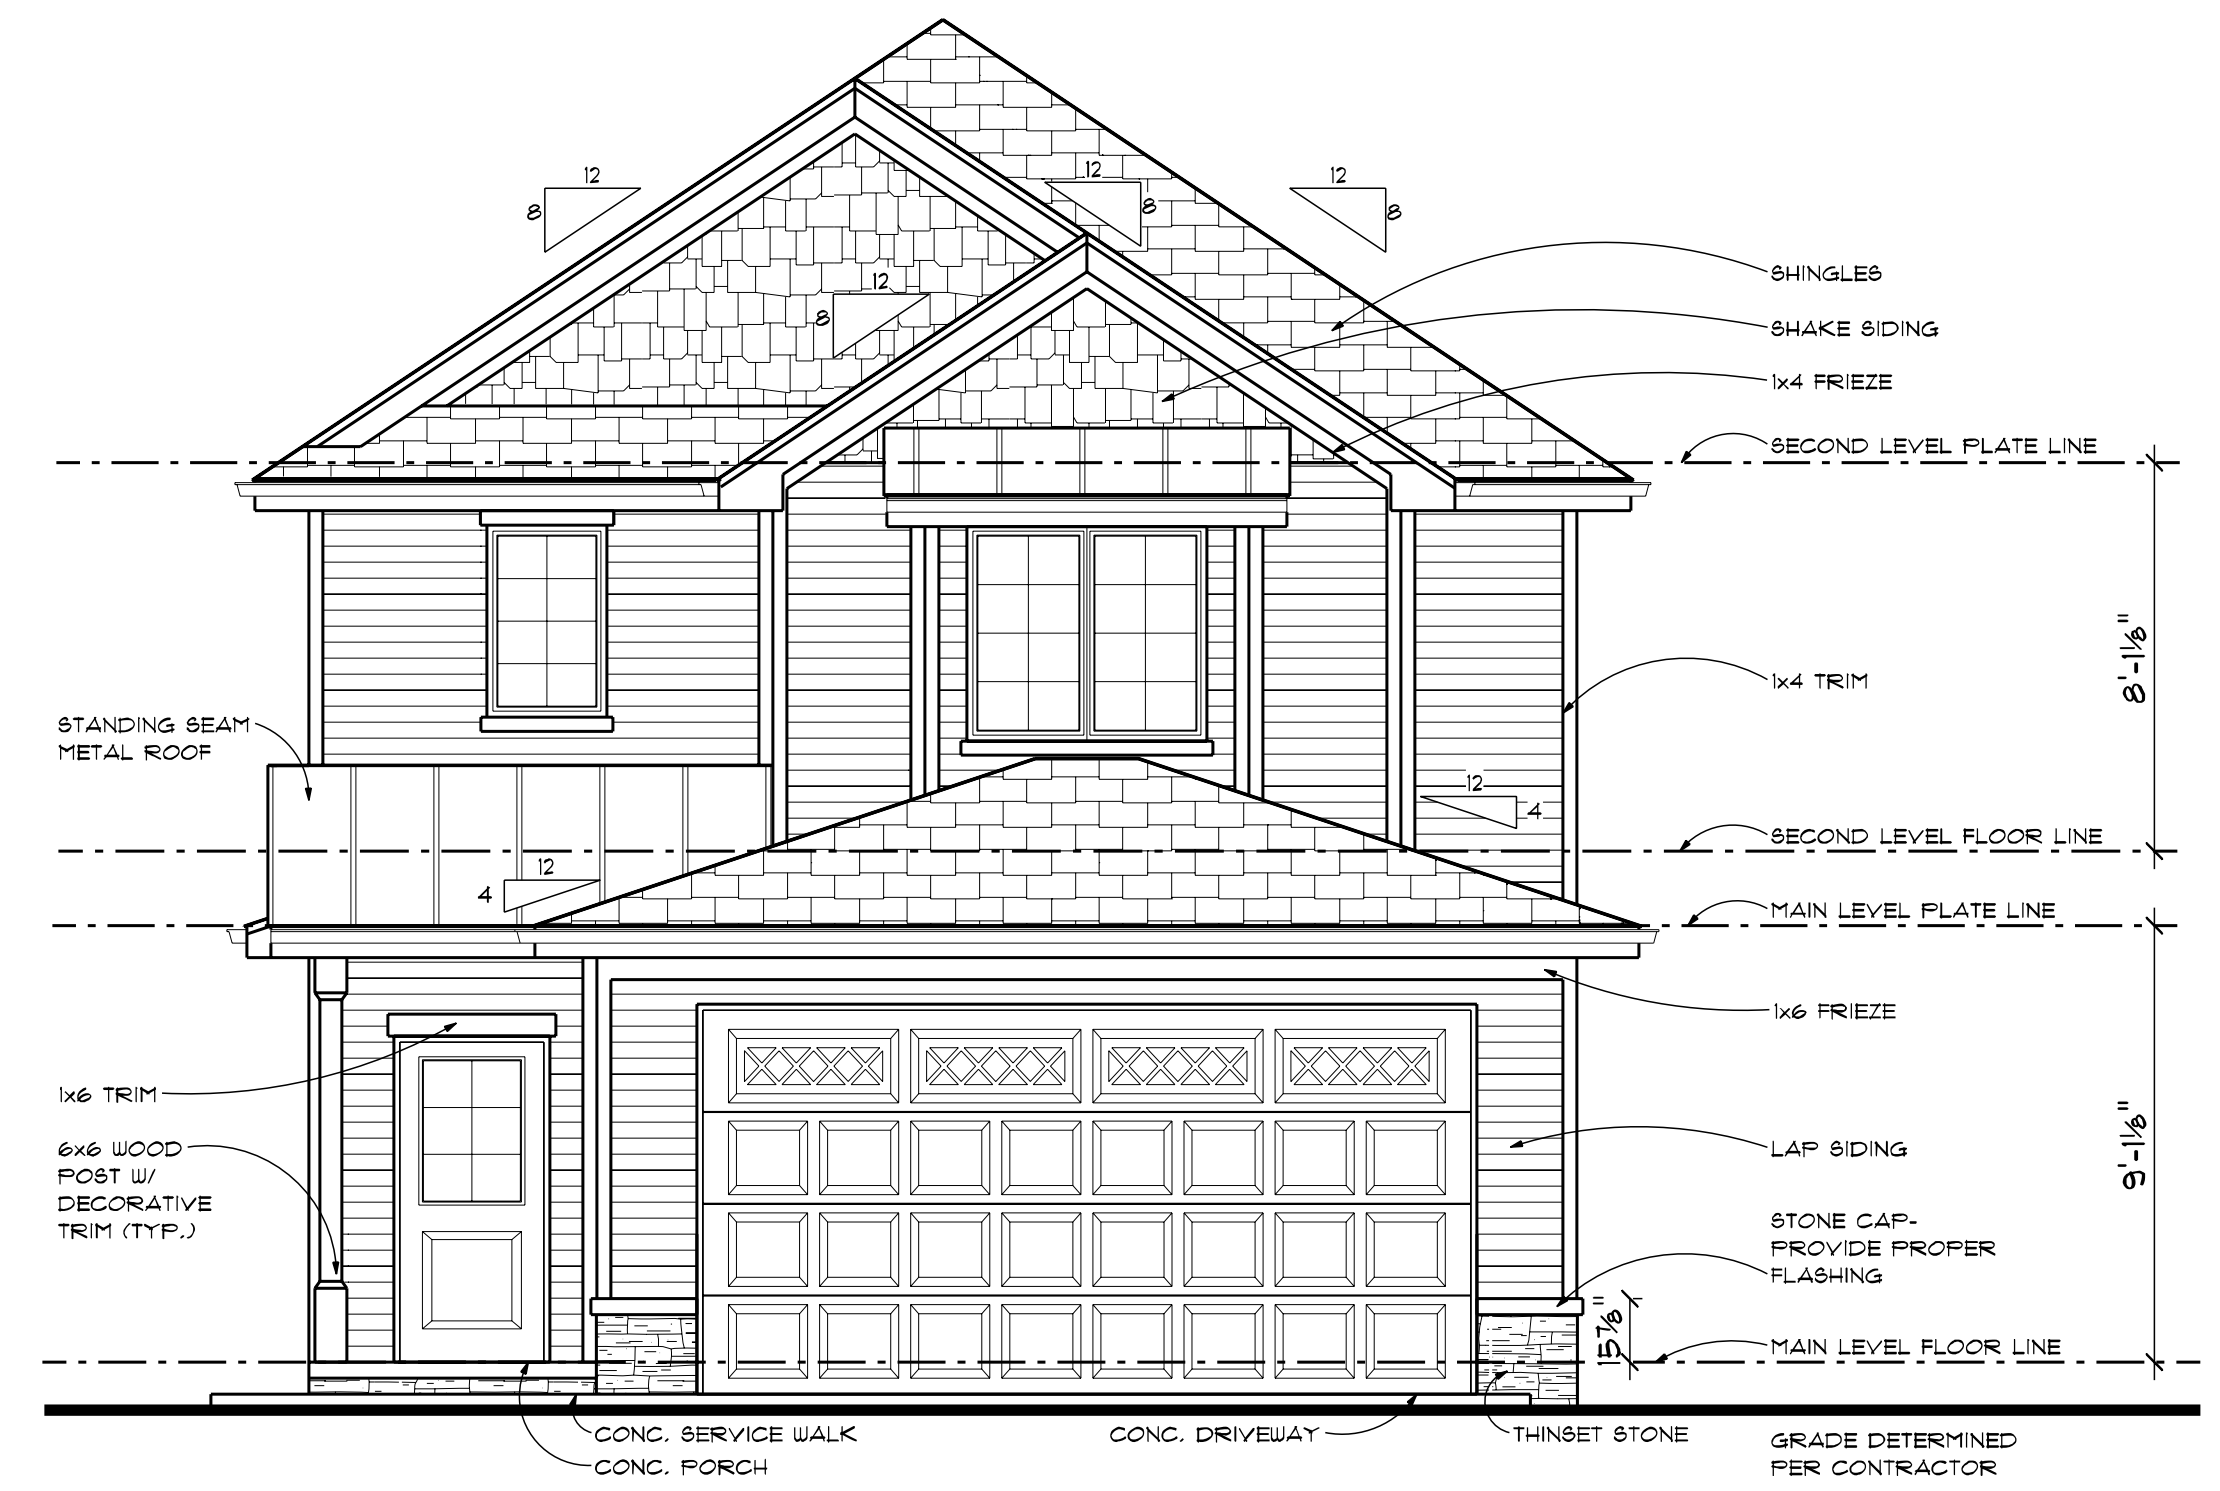 12
8
12
8
12
8
SHINGLES
12
8
SHAKE SIDING
1x4 FRIEZE
SECOND LEVEL PLATE LINE
8'-1 1/8"
1x4 TRIM
STANDING SEAM
METAL ROOF
12
4
SECOND LEVEL FLOOR LINE
12
4
MAIN LEVEL PLATE LINE
1x6 FRIEZE
1x6 TRIM
9'-1 1/8"
6x6 WOOD
POST W/
DECORATIVE
TRIM (TYP.)
LAP SIDING
STONE CAP-
PROVIDE PROPER
FLASHING
15 7/8"
MAIN LEVEL FLOOR LINE
CONC. SERVICE WALK
CONC. PORCH
CONC. DRIVEWAY
THINSET STONE
GRADE DETERMINED
PER CONTRACTOR